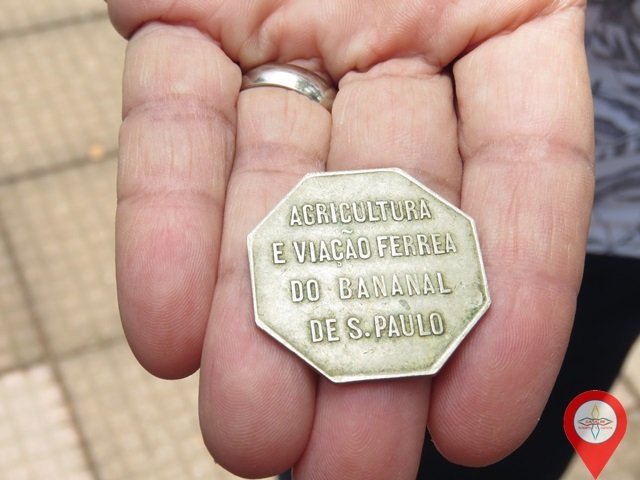 AGRICULTURA
E VIAÇÃO FERREA
DO BANANAL
DE S. PAULO